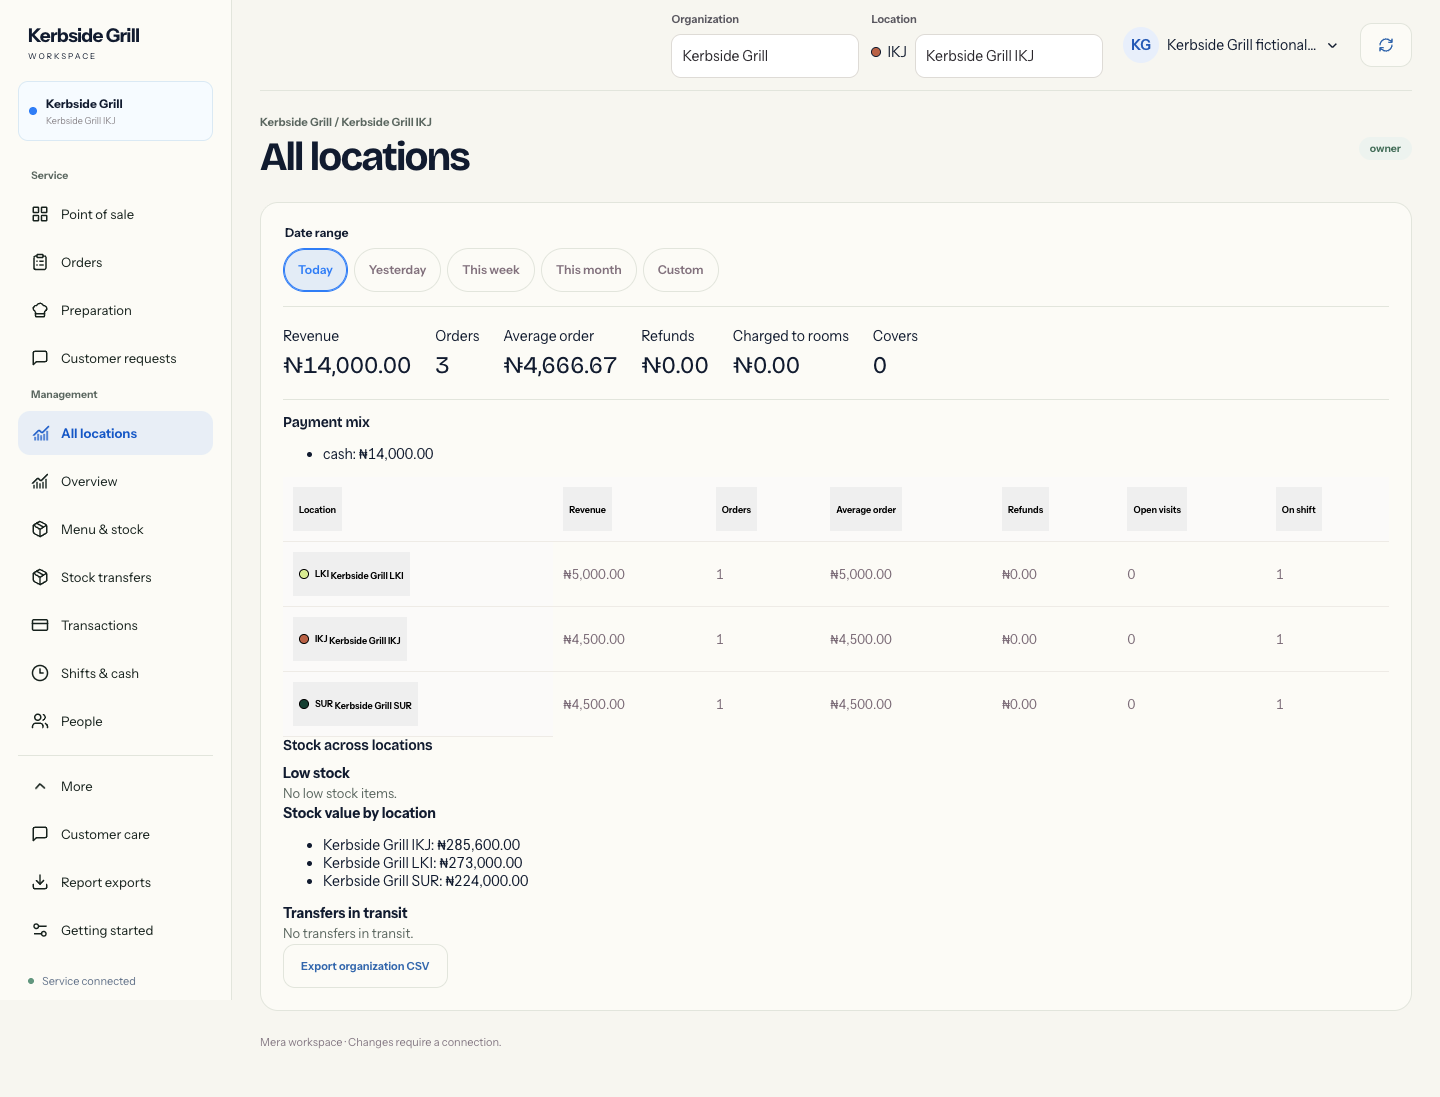 Kerbside Grill
WORKSPACE
Kerbside Grill
Kerbside Grill IKJ
Service
Point of sale
Orders
Preparation
Customer requests
Management
All locations
Overview
Menu & stock
Stock transfers
Transactions
Shifts & cash
People
More
Customer care
Report exports
Getting started
Service connected
Organization
Kerbside Grill
Location
IKJ
Kerbside Grill IKJ
KG Kerbside Grill fictional...
Kerbside Grill / Kerbside Grill IKJ
All locations
owner
Date range
Today Yesterday This week This month Custom
Revenue Orders Average order Refunds Charged to rooms Covers
₦14,000.00 3 ₦4,666.67 ₦0.00 ₦0.00 0
Payment mix
• cash: ₦14,000.00
Location Revenue Orders Average order Refunds Open visits On shift
LKI Kerbside Grill LKI ₦5,000.00 1 ₦5,000.00 ₦0.00 0 1
IKJ Kerbside Grill IKJ ₦4,500.00 1 ₦4,500.00 ₦0.00 0 1
SUR Kerbside Grill SUR ₦4,500.00 1 ₦4,500.00 ₦0.00 0 1
Stock across locations
Low stock
No low stock items.
Stock value by location
• Kerbside Grill IKJ: ₦285,600.00
• Kerbside Grill LKI: ₦273,000.00
• Kerbside Grill SUR: ₦224,000.00
Transfers in transit
No transfers in transit.
Export organization CSV
Mera workspace · Changes require a connection.